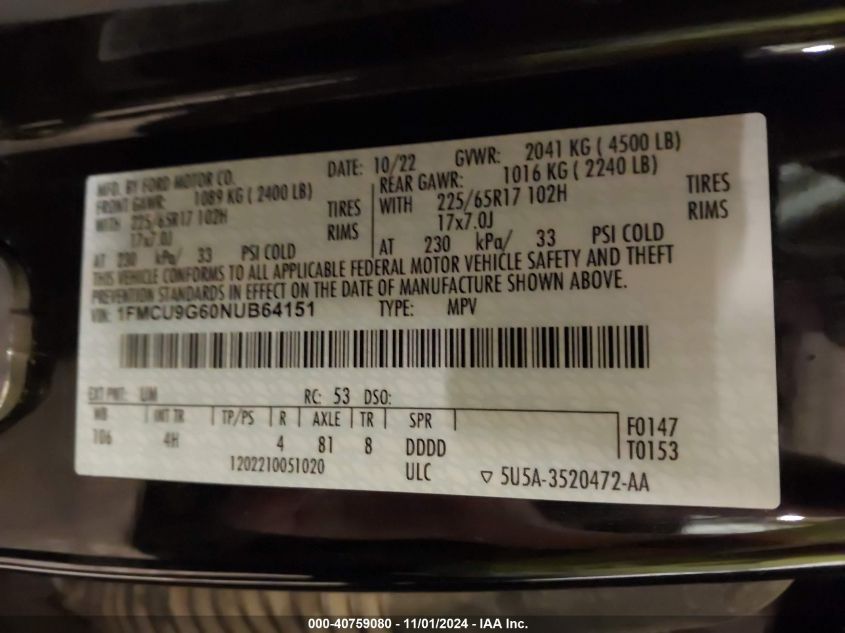 MFD. BY FORD MOTOR CO.
DATE: 10/22 GVWR: 2041 KG ( 4500 LB)
FRONT GAWR: 1089 KG ( 2400 LB)
REAR GAWR: 1016 KG ( 2240 LB)
WITH 225/65R17 102H TIRES
WITH 225/65R17 102H TIRES
17x7.0J RIMS
17x7.0J RIMS
AT 230 kPa/ 33 PSI COLD
AT 230 kPa/ 33 PSI COLD
THIS VEHICLE CONFORMS TO ALL APPLICABLE FEDERAL MOTOR VEHICLE SAFETY AND THEFT
PREVENTION STANDARDS IN EFFECT ON THE DATE OF MANUFACTURE SHOWN ABOVE.
VIN: 1FMCU9G60NUB64151 TYPE: MPV
EXT PNT: UM RC: 53 DSO:
WB INT TR TP/PS R AXLE TR SPR
106 4H 4 81 8 DDDD
F0147
T0153
1202210051020 ULC
5U5A-3520472-AA
000-40759080 - 11/01/2024 - IAA Inc.